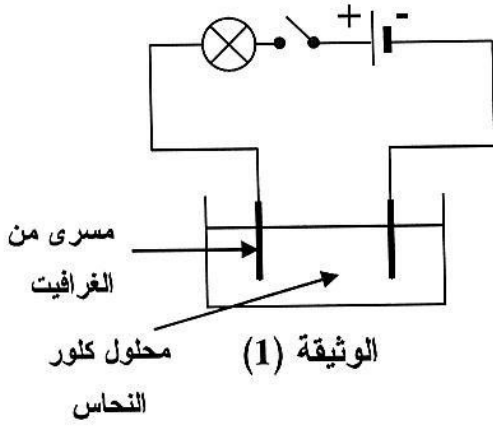 + -
مسرى من
الغرافيت
محلول كلور
النحاس
الوثيقة (1)